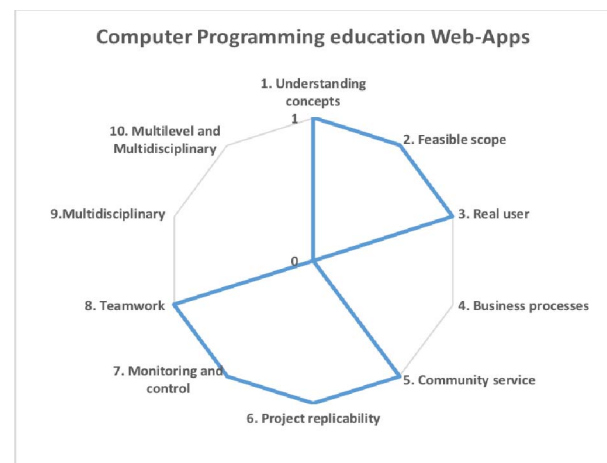 Computer Programming education Web-Apps
1. Understanding
concepts
1
2. Feasible scope
3. Real user
4. Business processes
5. Community service
6. Project replicability
7. Monitoring and
control
8. Teamwork
9.Multidisciplinary
10. Multilevel and
Multidisciplinary
0